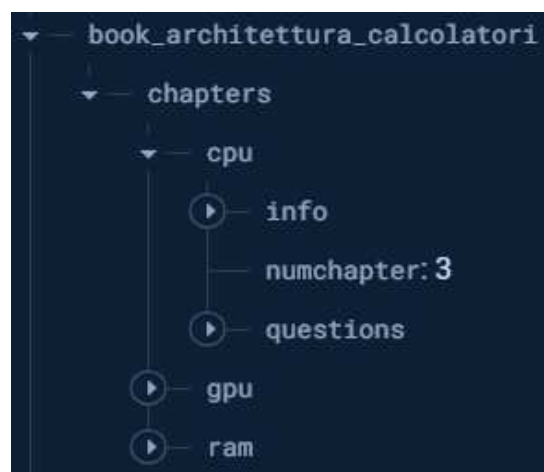 book_architettura_calcolatori
chapters
cpu
info
numchapter: 3
questions
gpu
ram